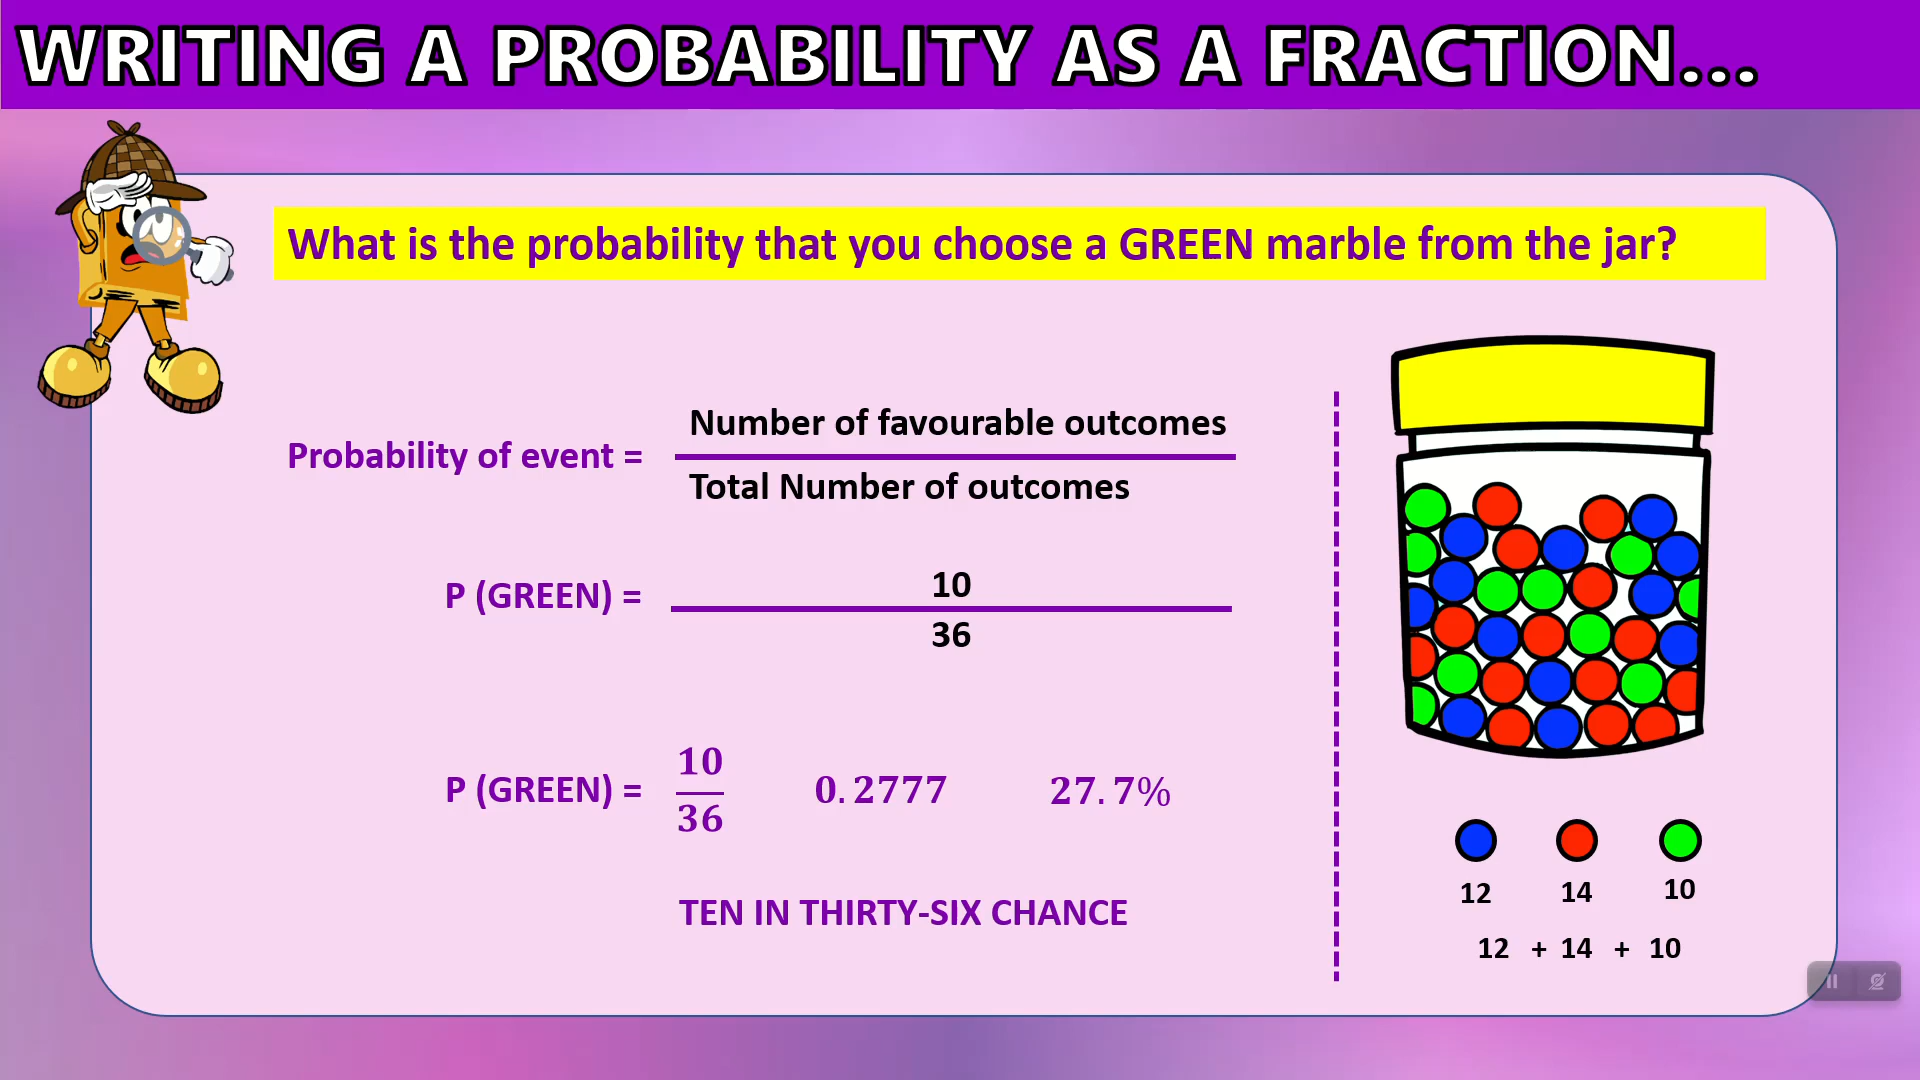 WRITING A PROBABILITY AS A FRACTION...
What is the probability that you choose a GREEN marble from the jar?
Number of favourable outcomes
Probability of event =
Total Number of outcomes
10
P (GREEN) =
36
10
P (GREEN) = 0.2777 27.7%
36
TEN IN THIRTY-SIX CHANCE
12 14 10
12 + 14 + 10